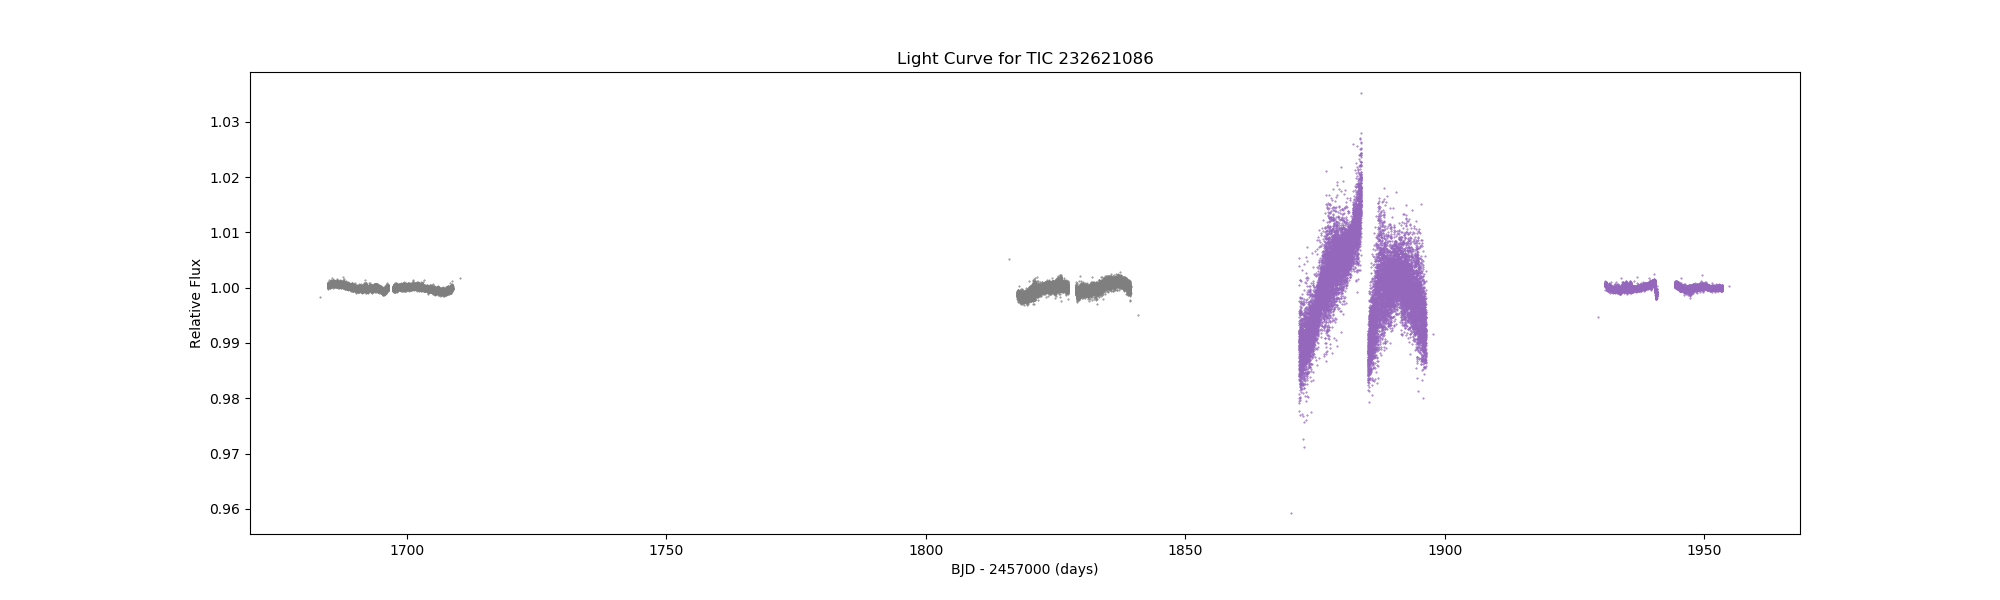 Light Curve for TIC 232621086
Relative Flux
1.03
1.02
1.01
1.00
0.99
0.98
0.97
0.96
1700 1750 1800 1850 1900 1950
BJD - 2457000 (days)